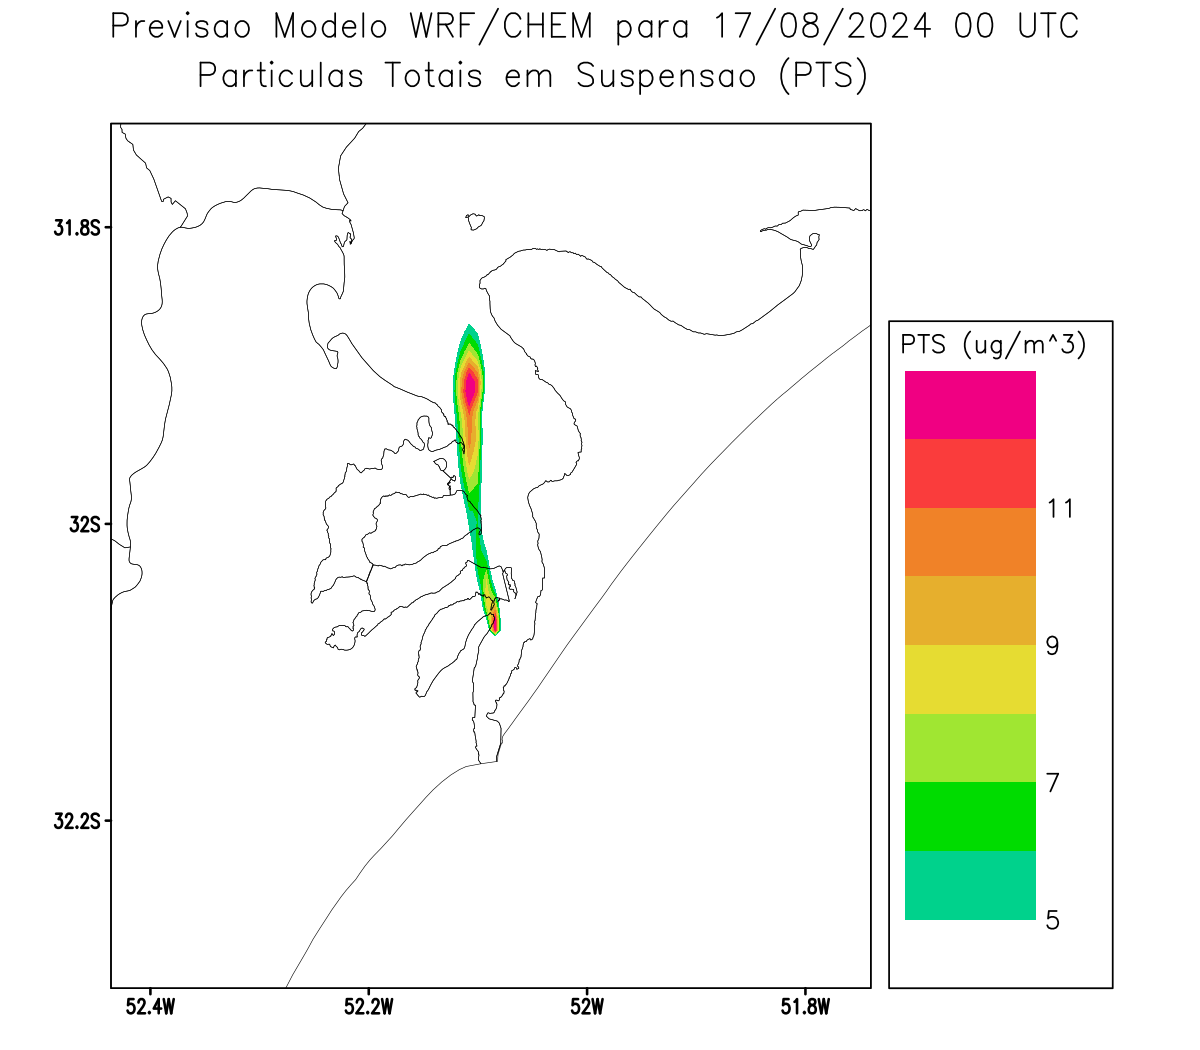 Previsao Modelo WRF/CHEM para 17/08/2024 00 UTC
Particulas Totais em Suspensao (PTS)
31.8S
32S
32.2S
52.4W
52.2W
52W
51.8W
PTS (ug/m^3)
11
9
7
5